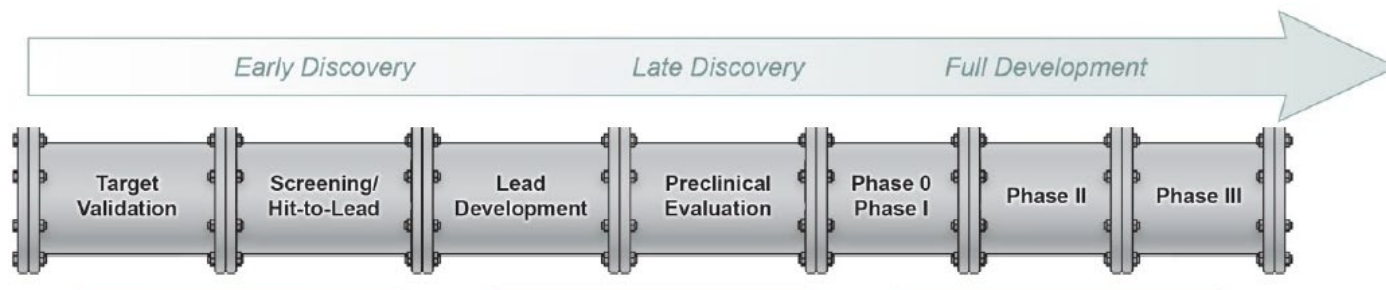 Early Discovery
Late Discovery
Full Development
Target
Validation
Screening/
Hit-to-Lead
Lead
Development
Preclinical
Evaluation
Phase 0
Phase I
Phase II
Phase III